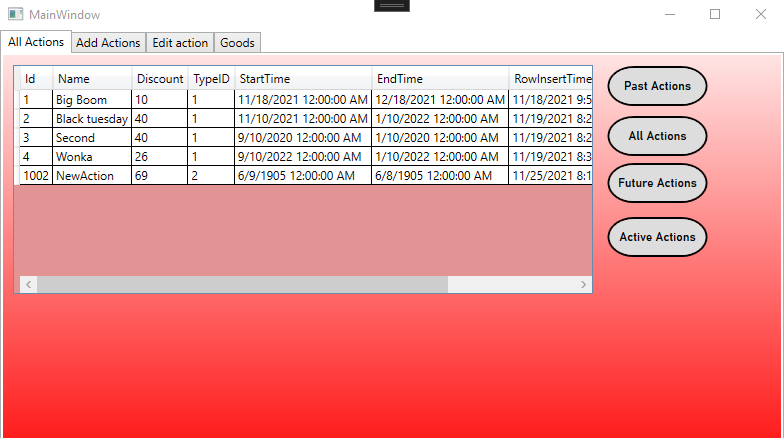 MainWindow
All Actions Add Actions Edit action Goods
Id Name Discount TypeID StartTime EndTime RowInsertTime
1 Big Boom 10 1 11/18/2021 12:00:00 AM 12/18/2021 12:00:00 AM 11/18/2021 9:5
2 Black tuesday 40 1 11/10/2021 12:00:00 AM 1/10/2022 12:00:00 AM 11/19/2021 8:2
3 Second 40 1 9/10/2020 12:00:00 AM 1/10/2020 12:00:00 AM 11/19/2021 8:2
4 Wonka 26 1 9/10/2022 12:00:00 AM 1/10/2022 12:00:00 AM 11/19/2021 8:3
1002 NewAction 69 2 6/9/1905 12:00:00 AM 6/8/1905 12:00:00 AM 11/25/2021 8:1
Past Actions
All Actions
Future Actions
Active Actions